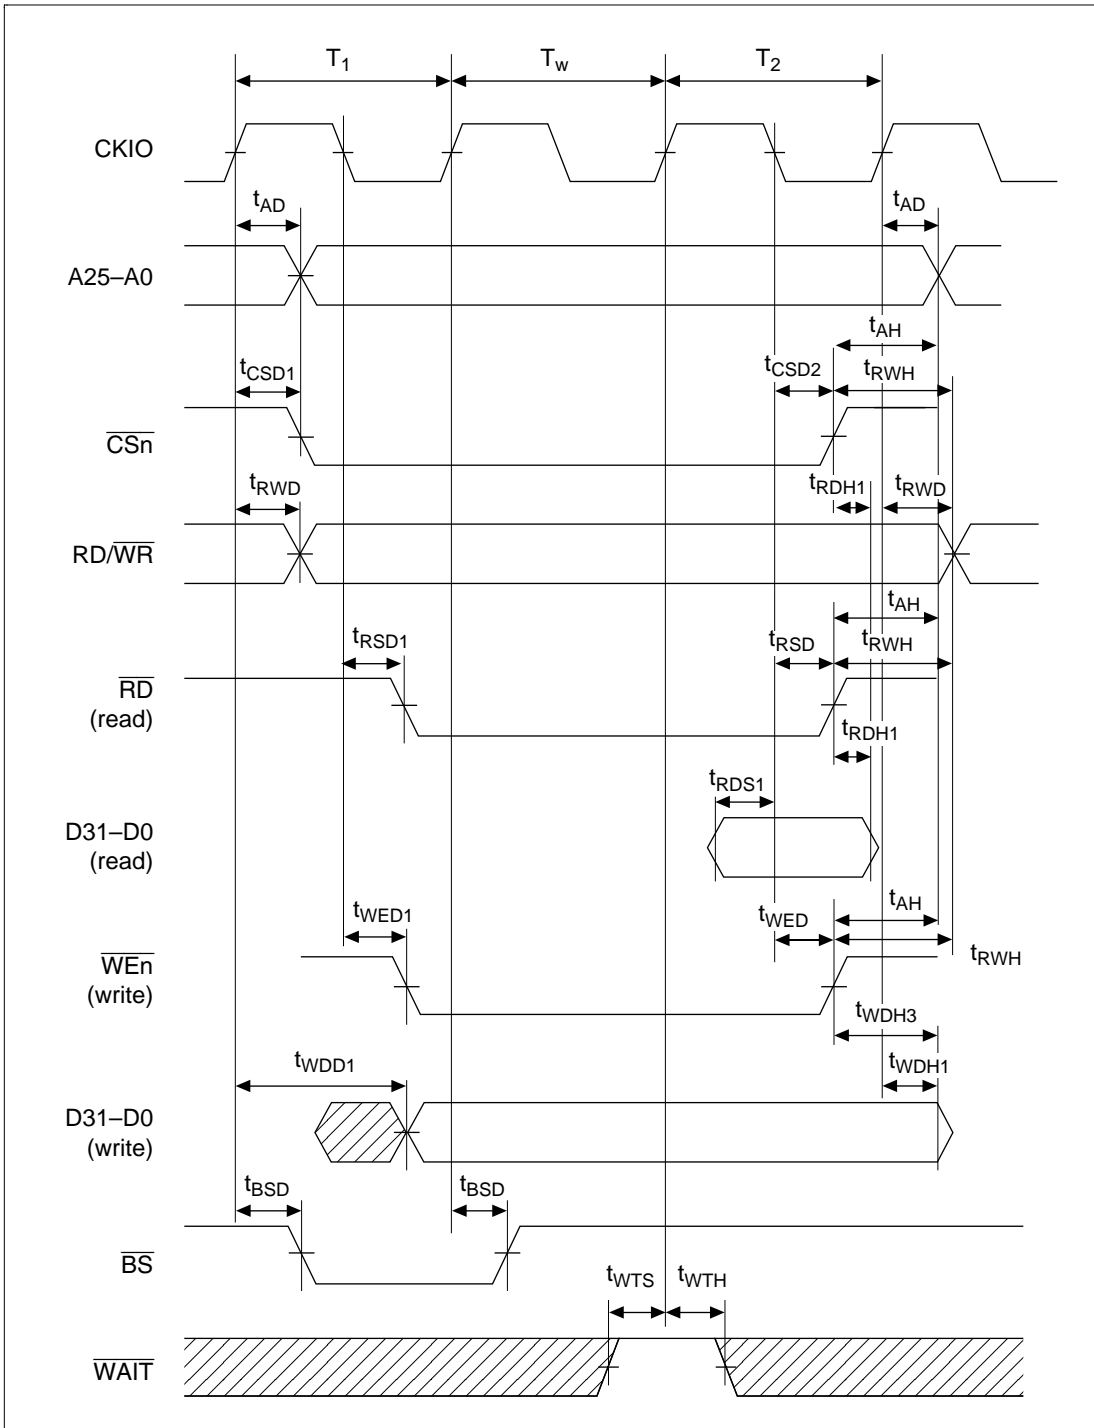 T1 Tw T2
CKIO
tAD tAD
A25–A0
tAH
tCSD1 tCSD2 tRWH
CSn
tRWD tRDH1 tRWD
RD/WR
tAH
tRSD1 tRSD tRWH
RD
(read)
tRDH1
tRDS1
D31–D0
(read)
tAH
tWED1 tWED
tRWH
WEn
(write)
tWDH3
tWDD1 tWDH1
D31–D0
(write)
tBSD tBSD
BS
tWTS tWTH
WAIT